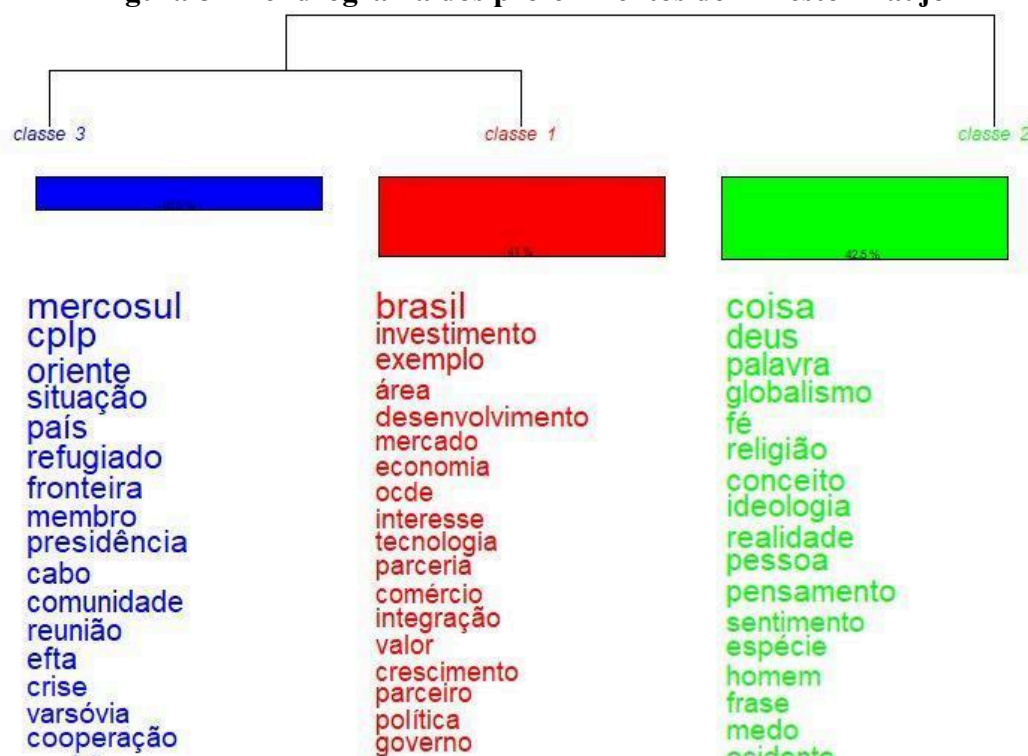 dos
classe 3
classe 1
classe 2
41 %
42,5 %
mercosul
cplp
oriente
situação
país
refugiado
fronteira
membro
presidência
cabo
comunidade
reunião
efta
crise
varsóvia
cooperação
brasil
investimento
exemplo
área
desenvolvimento
mercado
economia
ocde
interesse
tecnologia
parceria
comércio
integração
valor
crescimento
parceiro
política
governo
coisa
deus
palavra
globalismo
fé
religião
conceito
ideologia
realidade
pessoa
pensamento
sentimento
espécie
homem
frase
medo